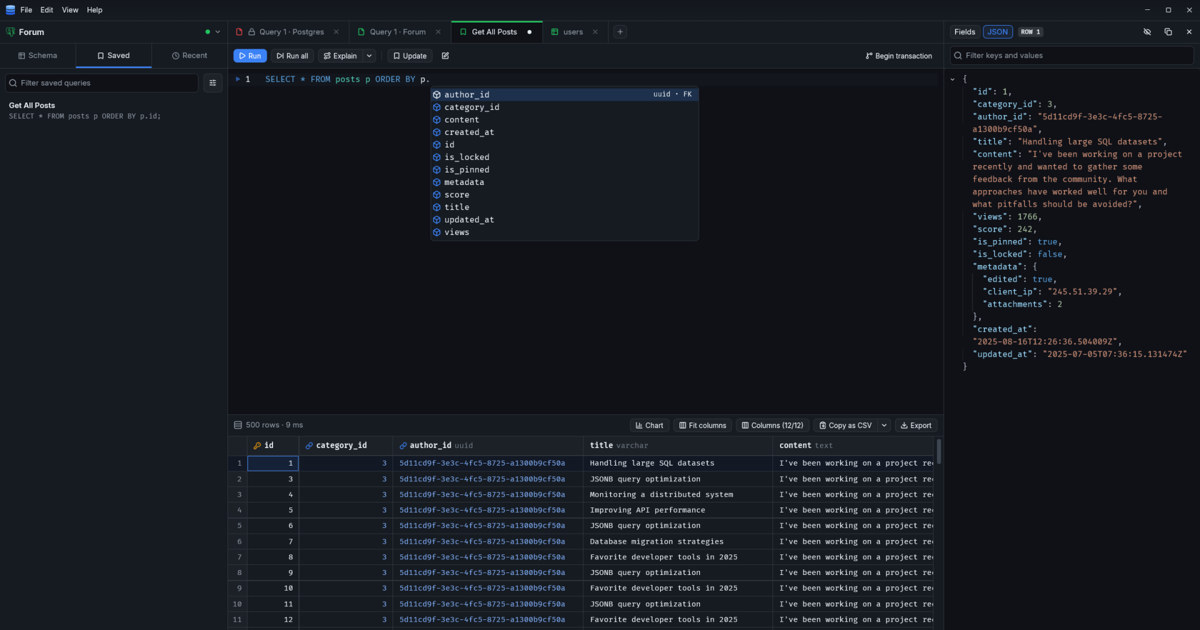 File Edit View Help
Forum
Query 1 · Postgres
Query 1 · Forum
Get All Posts
users
Fields JSON ROW 1
Schema Saved Recent
Run Run all Explain Update Begin transaction
Filter keys and values
Filter saved queries
Get All Posts
SELECT * FROM posts p ORDER BY p.id;
1 SELECT * FROM posts p ORDER BY p.
author_id uuid • FK
category_id
content
created_at
id
is_locked
is_pinned
metadata
score
title
updated_at
views
{
"id": 1,
"category_id": 3,
"author_id": "5d11cd9f-3e3c-4fc5-8725-
a1300b9cf50a",
"title": "Handling large SQL datasets",
"content": "I've been working on a project
recently and wanted to gather some
feedback from the community. What
approaches have worked well for you and
what pitfalls should be avoided?",
"views": 1766,
"score": 242,
"is_pinned": true,
"is_locked": false,
"metadata": {
"edited": true,
"client_ip": "245.51.39.29",
"attachments": 2
},
"created_at":
"2025-08-16T12:26:36.504009Z",
"updated_at": "2025-07-05T07:36:15.131474Z"
}
500 rows · 9 ms Chart Fit columns Columns (12/12) Copy as CSV Export
id category_id author_id uuid title varchar content text
1 1 3 5d11cd9f-3e3c-4fc5-8725-a1300b9cf50a Handling large SQL datasets I've been working on a project re
2 3 3 5d11cd9f-3e3c-4fc5-8725-a1300b9cf50a JSONB query optimization I've been working on a project re
3 4 3 5d11cd9f-3e3c-4fc5-8725-a1300b9cf50a Monitoring a distributed system I've been working on a project re
4 5 3 5d11cd9f-3e3c-4fc5-8725-a1300b9cf50a Improving API performance I've been working on a project re
5 6 3 5d11cd9f-3e3c-4fc5-8725-a1300b9cf50a JSONB query optimization I've been working on a project re
6 7 3 5d11cd9f-3e3c-4fc5-8725-a1300b9cf50a Database migration strategies I've been working on a project re
7 8 3 5d11cd9f-3e3c-4fc5-8725-a1300b9cf50a Favorite developer tools in 2025 I've been working on a project re
8 9 3 5d11cd9f-3e3c-4fc5-8725-a1300b9cf50a JSONB query optimization I've been working on a project re
9 10 3 5d11cd9f-3e3c-4fc5-8725-a1300b9cf50a Favorite developer tools in 2025 I've been working on a project re
10 11 3 5d11cd9f-3e3c-4fc5-8725-a1300b9cf50a JSONB query optimization I've been working on a project re
11 12 3 5d11cd9f-3e3c-4fc5-8725-a1300b9cf50a Favorite developer tools in 2025 I've been working on a project re